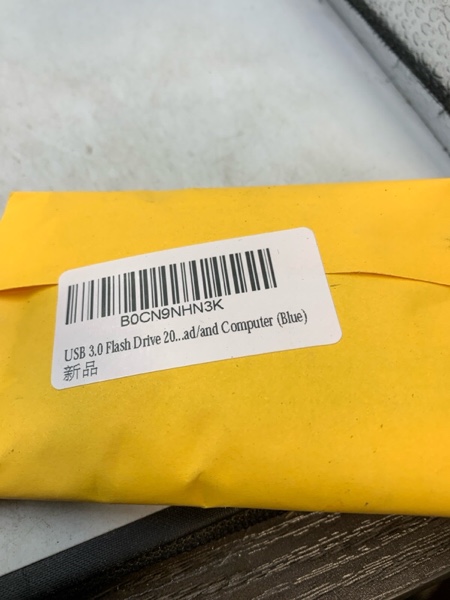 B0CN9NHN3K
USB 3.0 Flash Drive 20...ad/and Computer (Blue)
新品